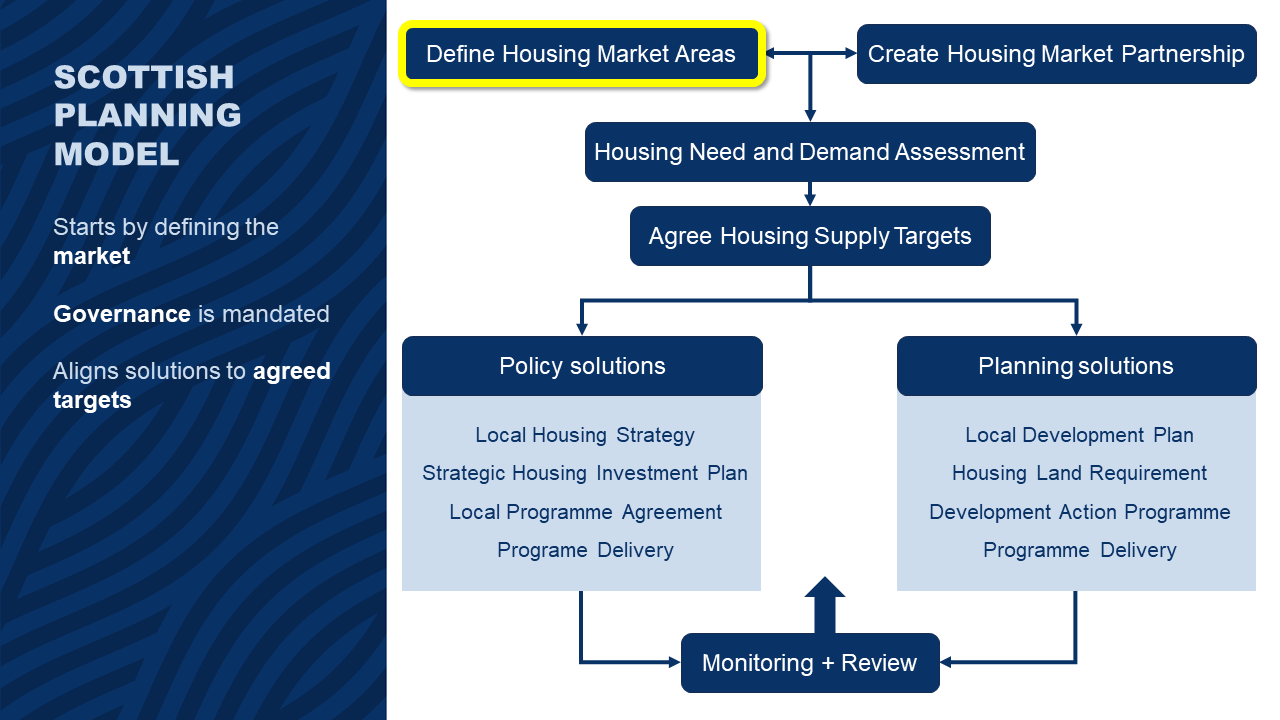 SCOTTISH
PLANNING
MODEL
Starts by defining the
market
Governance is mandated
Aligns solutions to agreed
targets
Define Housing Market Areas
Create Housing Market Partnership
Housing Need and Demand Assessment
Agree Housing Supply Targets
Policy solutions
Local Housing Strategy
Strategic Housing Investment Plan
Local Programme Agreement
Programe Delivery
Planning solutions
Local Development Plan
Housing Land Requirement
Development Action Programme
Programme Delivery
Monitoring + Review